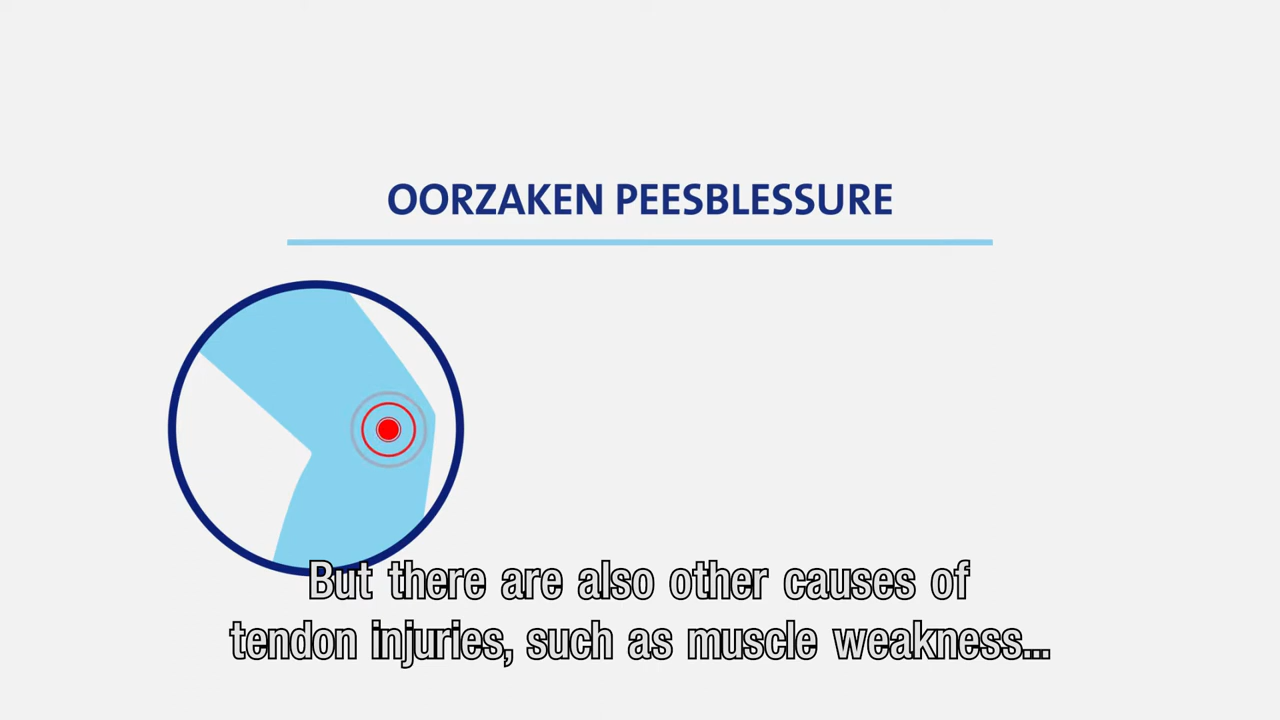 OORZAKEN PEESBLESSURE
But there are also other causes of
tendon injuries, such as muscle weakness...